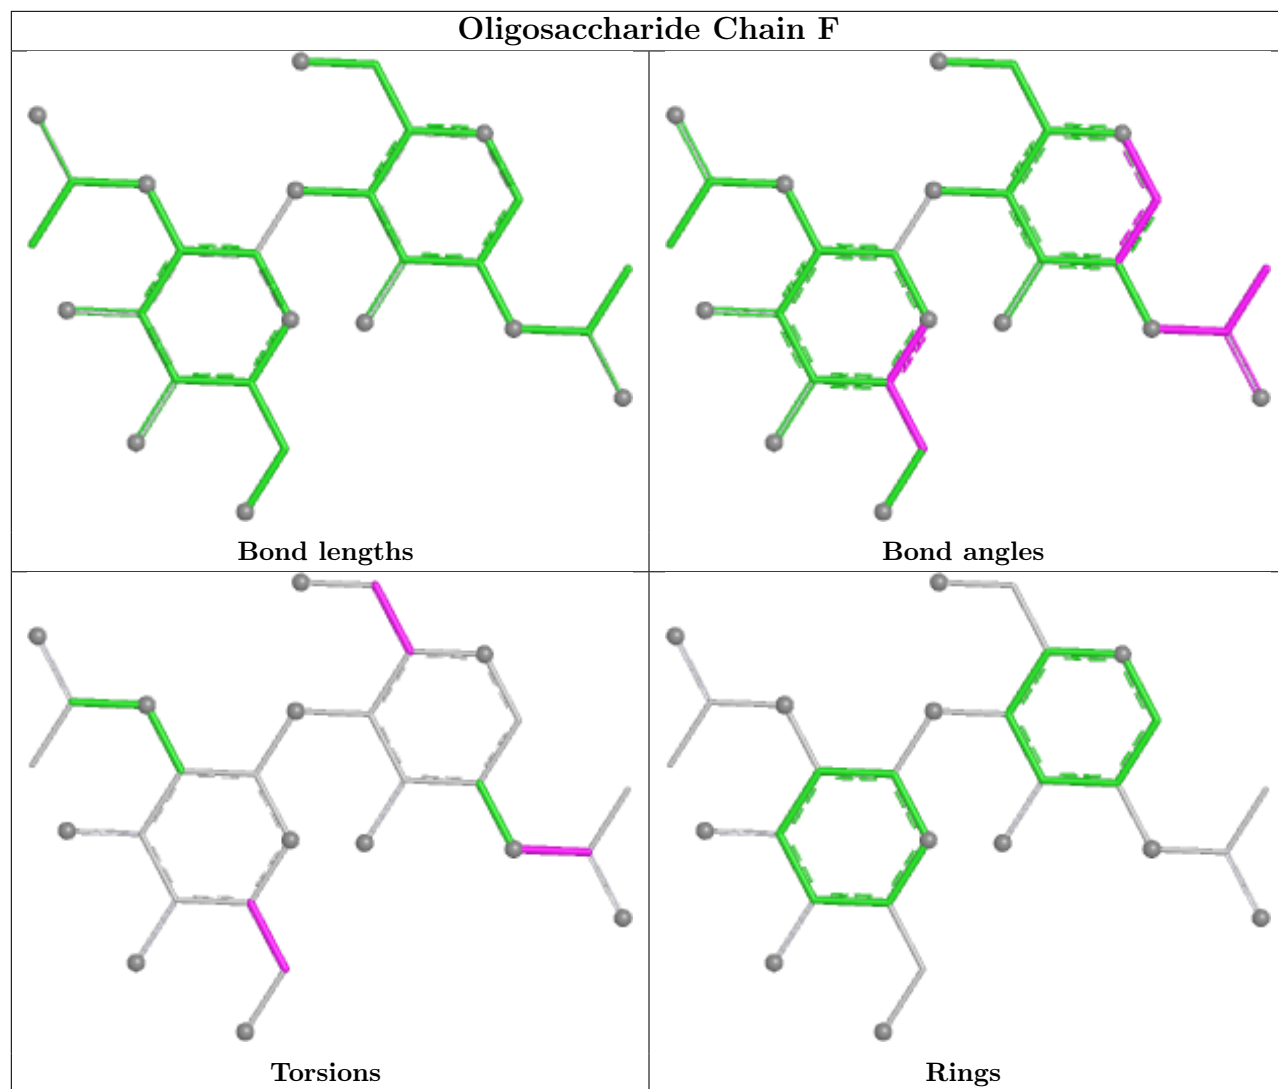 Oligosaccharide Chain F
Bond lengths
Bond angles
Torsions
Rings